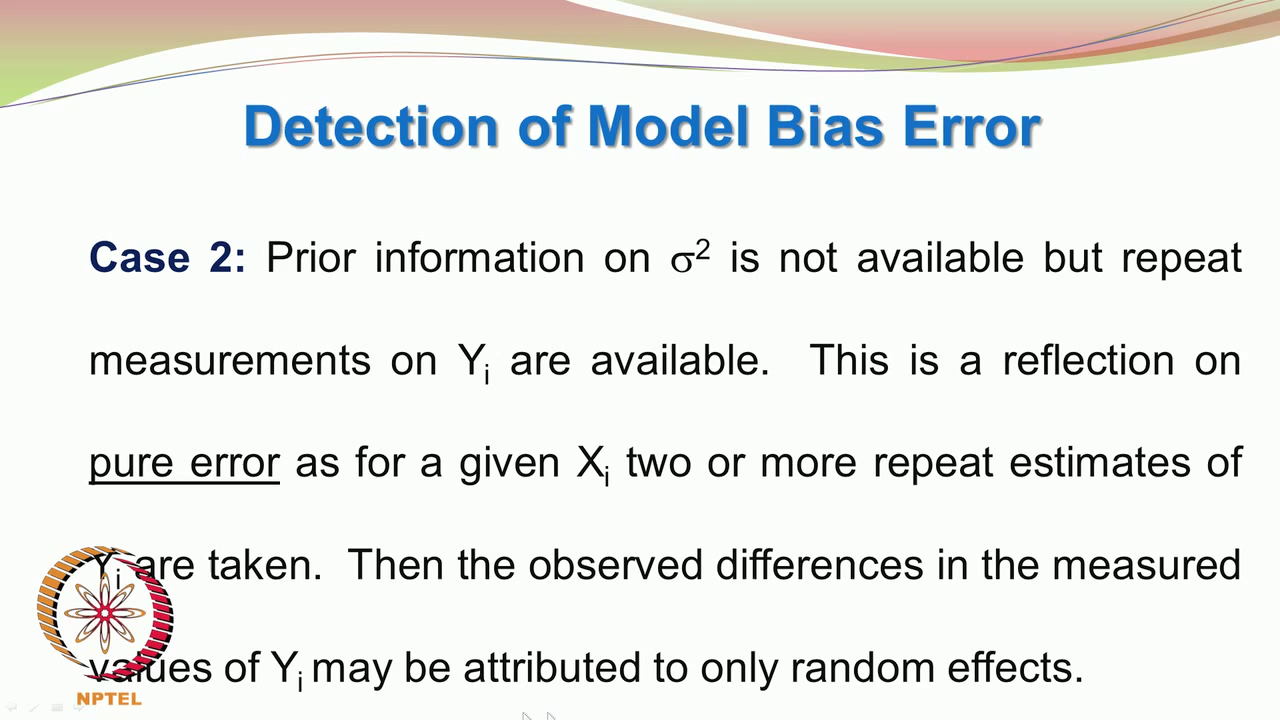 Detection of Model Bias Error
Case 2: Prior information on σ² is not available but repeat
measurements on Yᵢ are available. This is a reflection on
pure error as for a given Xᵢ two or more repeat estimates of
Yᵢ are taken. Then the observed differences in the measured
values of Yᵢ may be attributed to only random effects.
NPTEL